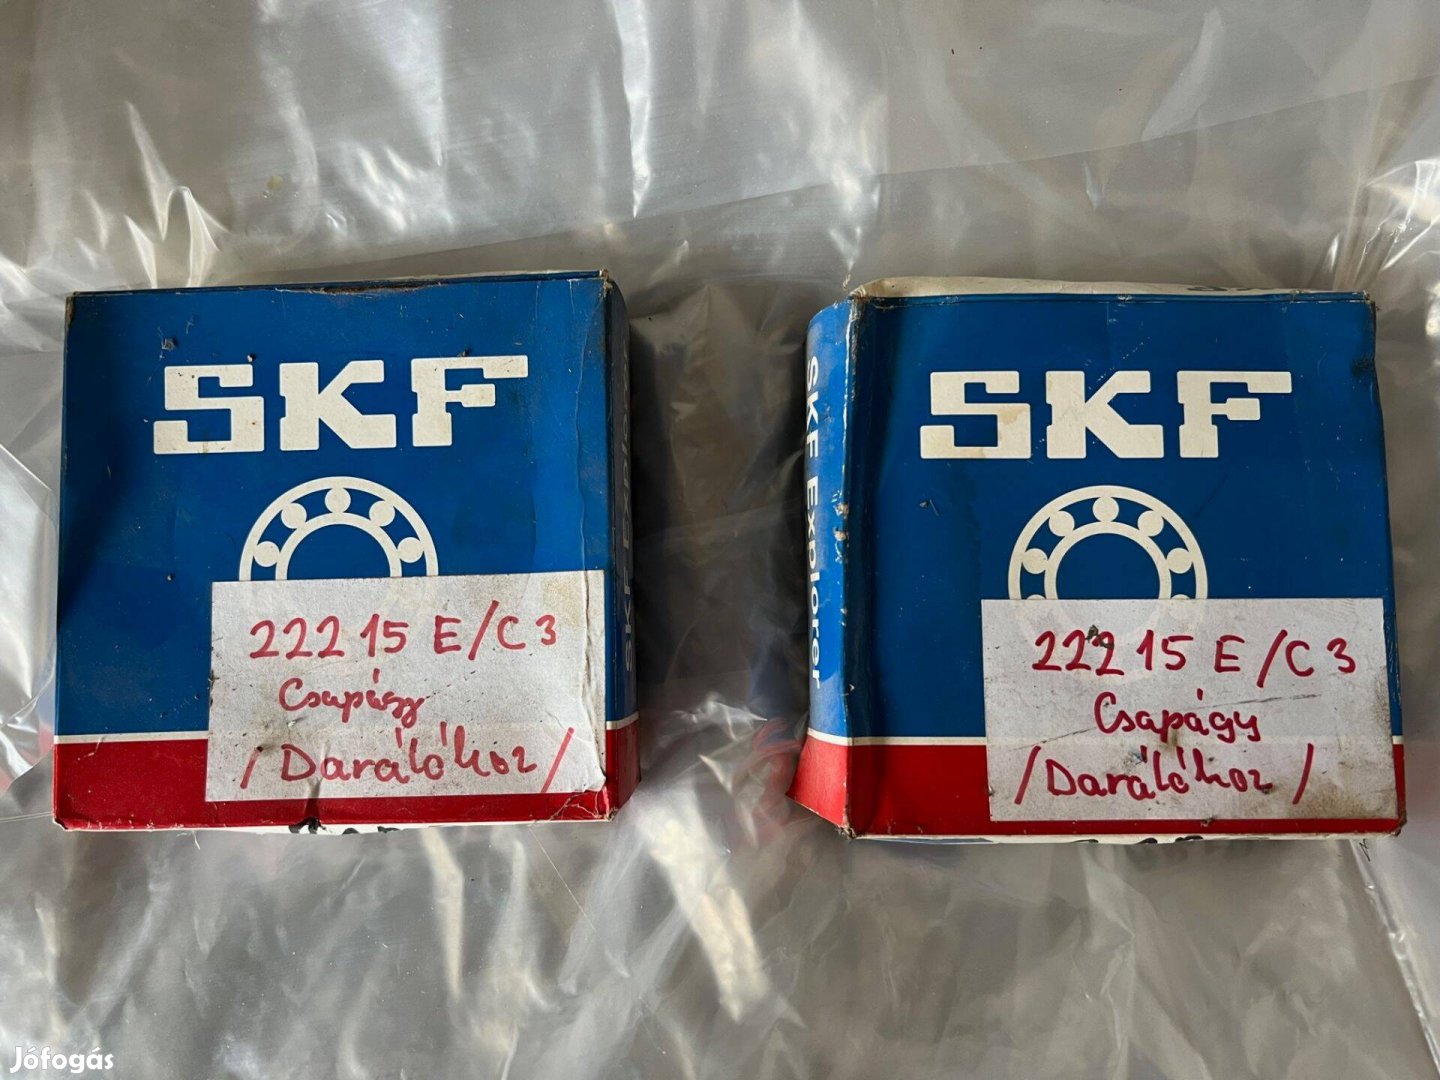 SKF
22215 E/C3
Csapágy
/Darálóhoz/
SKF Explorer
SKF
SKF Explorer
22215 E/C3
Csapágy
/Darálóhoz/
Jófogás